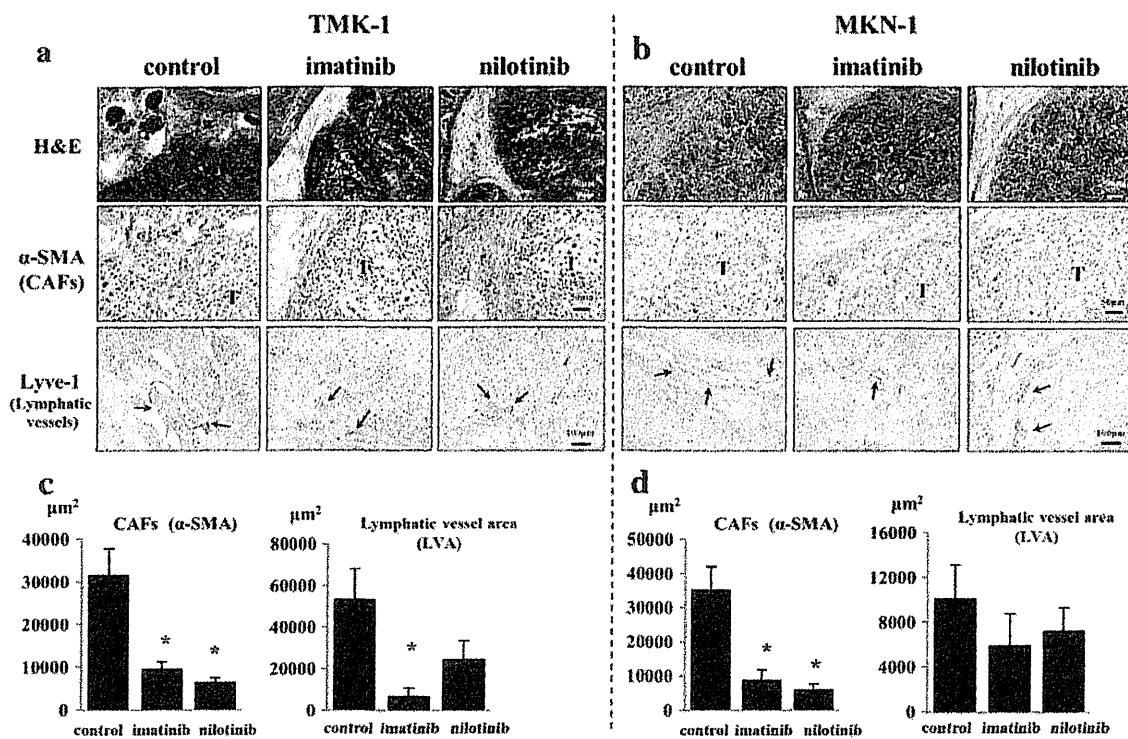 TMK-1
MKN-1
a
b
control imatinib nilotinib
control imatinib nilotinib
H&E
α-SMA
(CAFs)
T
T
T
T
T
T
Lyve-1
(Lymphatic
vessels)
100μm
c
d
μm²
CAFs (α-SMA)
40000
30000
20000
10000
0
control imatinib nilotinib
* *
μm²
Lymphatic vessel area
(LVA)
80000
60000
40000
20000
0
control imatinib nilotinib
*
μm²
CAFs (α-SMA)
50000
40000
30000
20000
10000
0
control imatinib nilotinib
* *
μm²
Lymphatic vessel area
(LVA)
16000
12000
8000
4000
0
control imatinib nilotinib